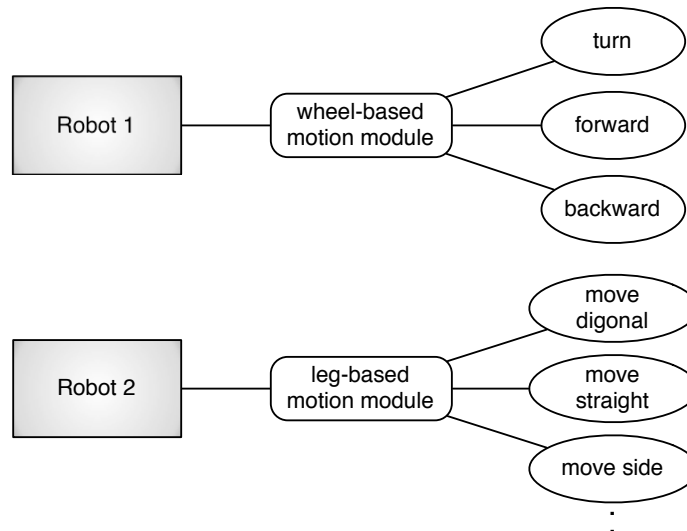 turn
Robot 1
wheel-based
motion module
forward
backward
move
digonal
Robot 2
leg-based
motion module
move
straight
move side